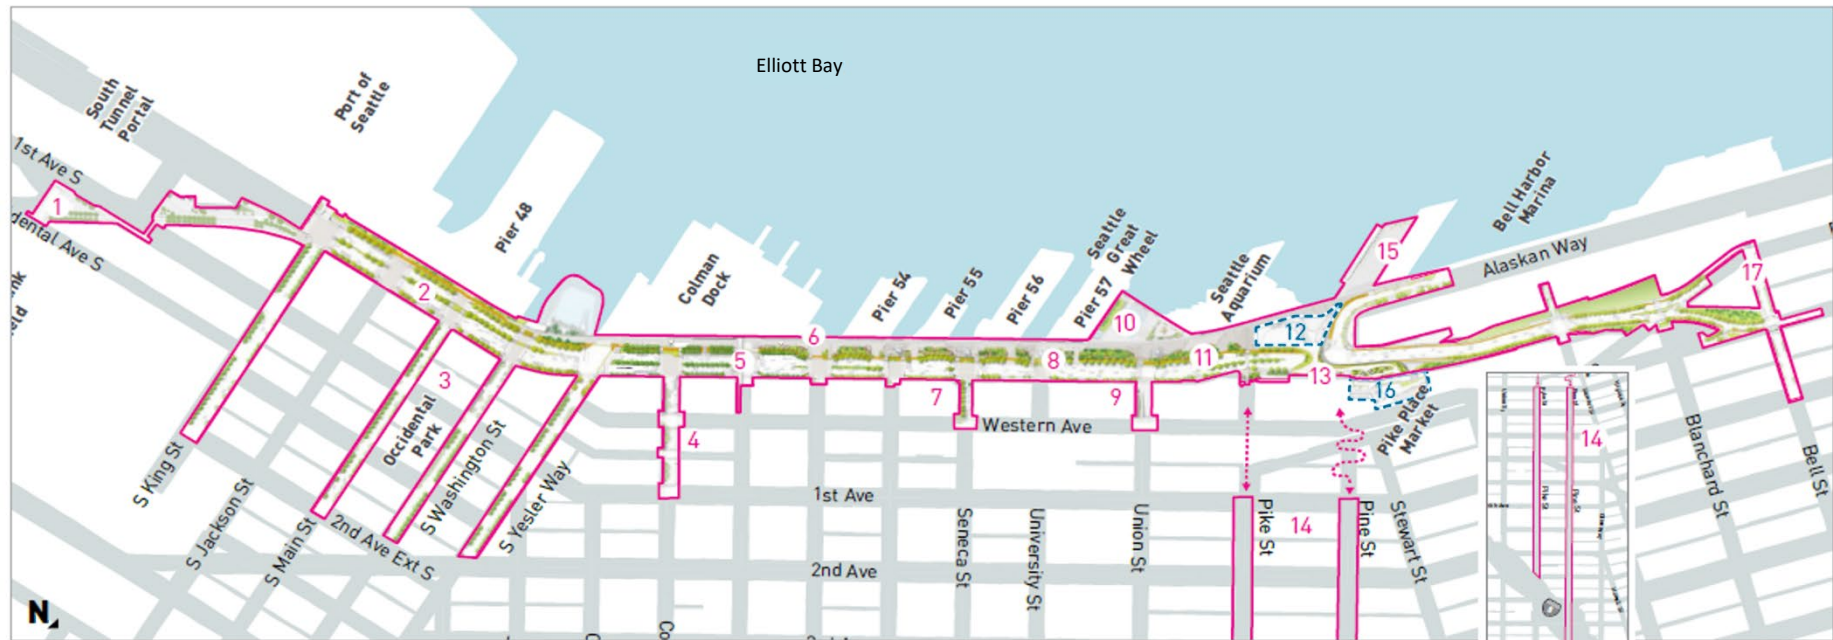 Elliott Bay
South
Tunnel
Portal
Port of
Seattle
1st Ave S
1
dental Ave S
Pier 48
Colman
Dock
Pier 54
Pier 55
Pier 56
Pier 57
Seattle
Great
Wheel
Seattle
Aquarium
Bell Harbor
Marina
Alaskan Way
2
3
4
5
6
7
8
9
10
11
12
13
15
16
17
Occidental
Park
Western Ave
Pike Place
Market
S King St
S Jackson St
S Main St
2nd Ave Ext S
S Washington St
S Yesler Way
1st Ave
2nd Ave
Seneca St
University St
Union St
Pike St
14
Pine St
Stewart St
14
Pike St
Pine St
Blanchard St
Bell St
N